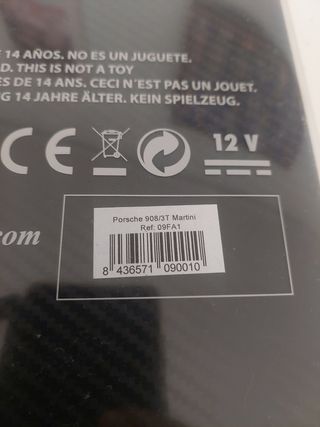 14 AÑOS. NO ES UN JUGUETE.
THIS IS NOT A TOY
DE 14 ANS. CECI N'EST PAS UN JOUET.
14 JAHRE ÄLTER. KEIN SPIELZEUG.
CE 12 V
.com
Porsche 908/3T Martini
Ref: 09FA1
8 436571 090010